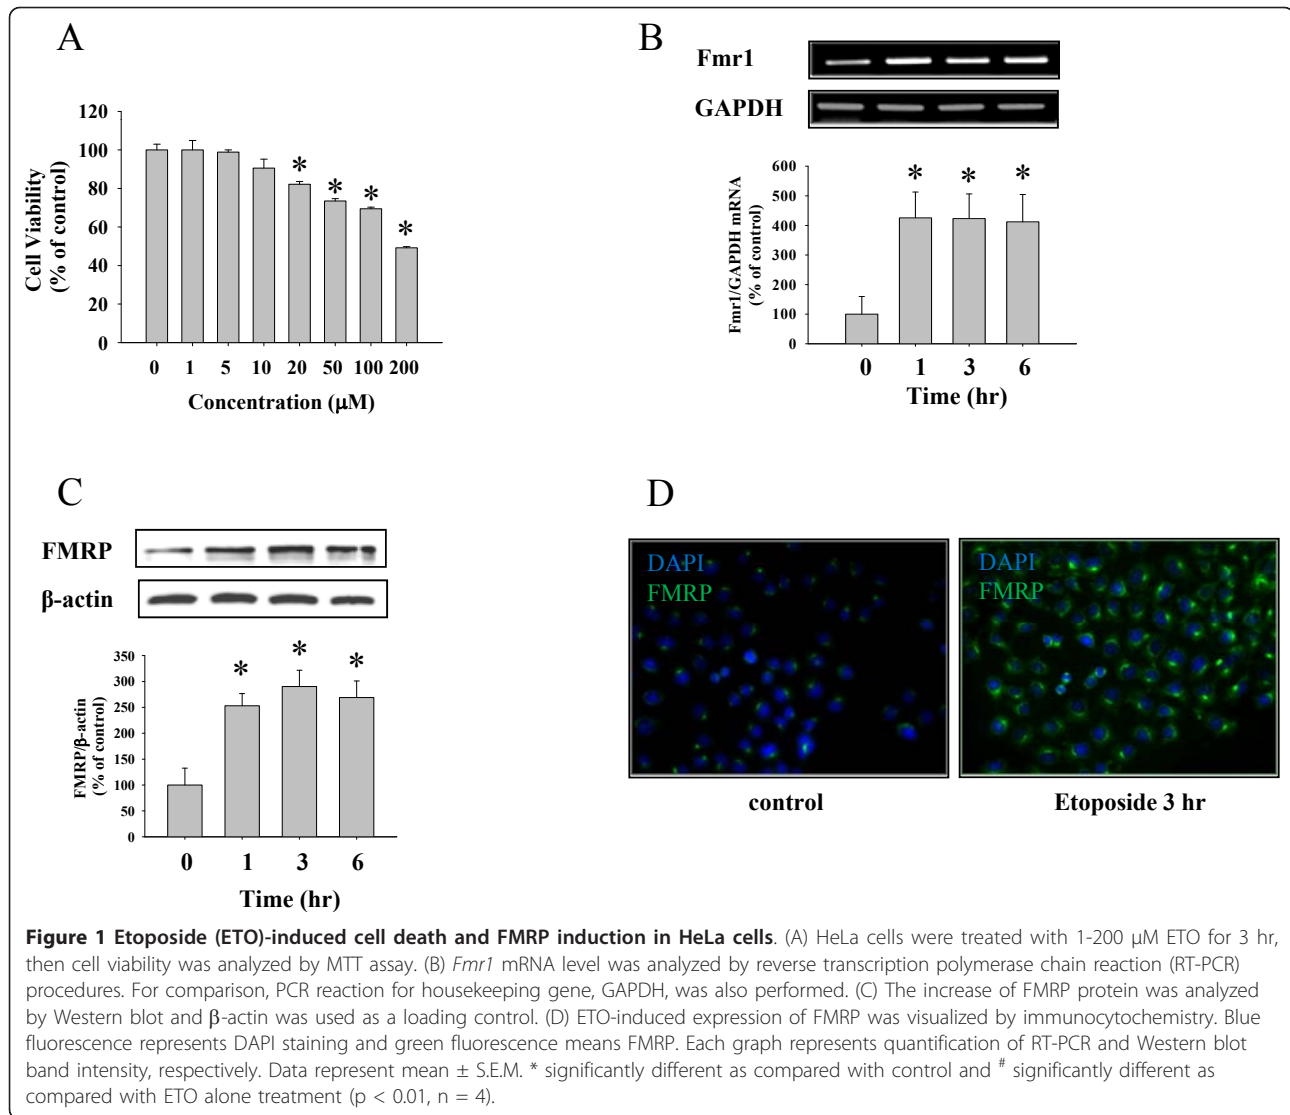 A
120
100
80
60
40
20
0
Cell Viability
(% of control)
*
*
*
*
0 1 5 10 20 50 100 200
Concentration (μM)
B
Fmr1
GAPDH
600
500
400
300
200
100
0
Fmr1/GAPDH mRNA
(% of control)
* * *
0 1 3 6
Time (hr)
C
FMRP
β-actin
350
300
250
200
150
100
50
0
FMRP/β-actin
(% of control)
* * *
0 1 3 6
Time (hr)
D
DAPI
FMRP
control
DAPI
FMRP
Etoposide 3 hr
Figure 1 Etoposide (ETO)-induced cell death and FMRP induction in HeLa cells. (A) HeLa cells were treated with 1-200 μM ETO for 3 hr,
then cell viability was analyzed by MTT assay. (B) Fmr1 mRNA level was analyzed by reverse transcription polymerase chain reaction (RT-PCR)
procedures. For comparison, PCR reaction for housekeeping gene, GAPDH, was also performed. (C) The increase of FMRP protein was analyzed
by Western blot and β-actin was used as a loading control. (D) ETO-induced expression of FMRP was visualized by immunocytochemistry. Blue
fluorescence represents DAPI staining and green fluorescence means FMRP. Each graph represents quantification of RT-PCR and Western blot
band intensity, respectively. Data represent mean ± S.E.M. * significantly different as compared with control and # significantly different as
compared with ETO alone treatment (p < 0.01, n = 4).